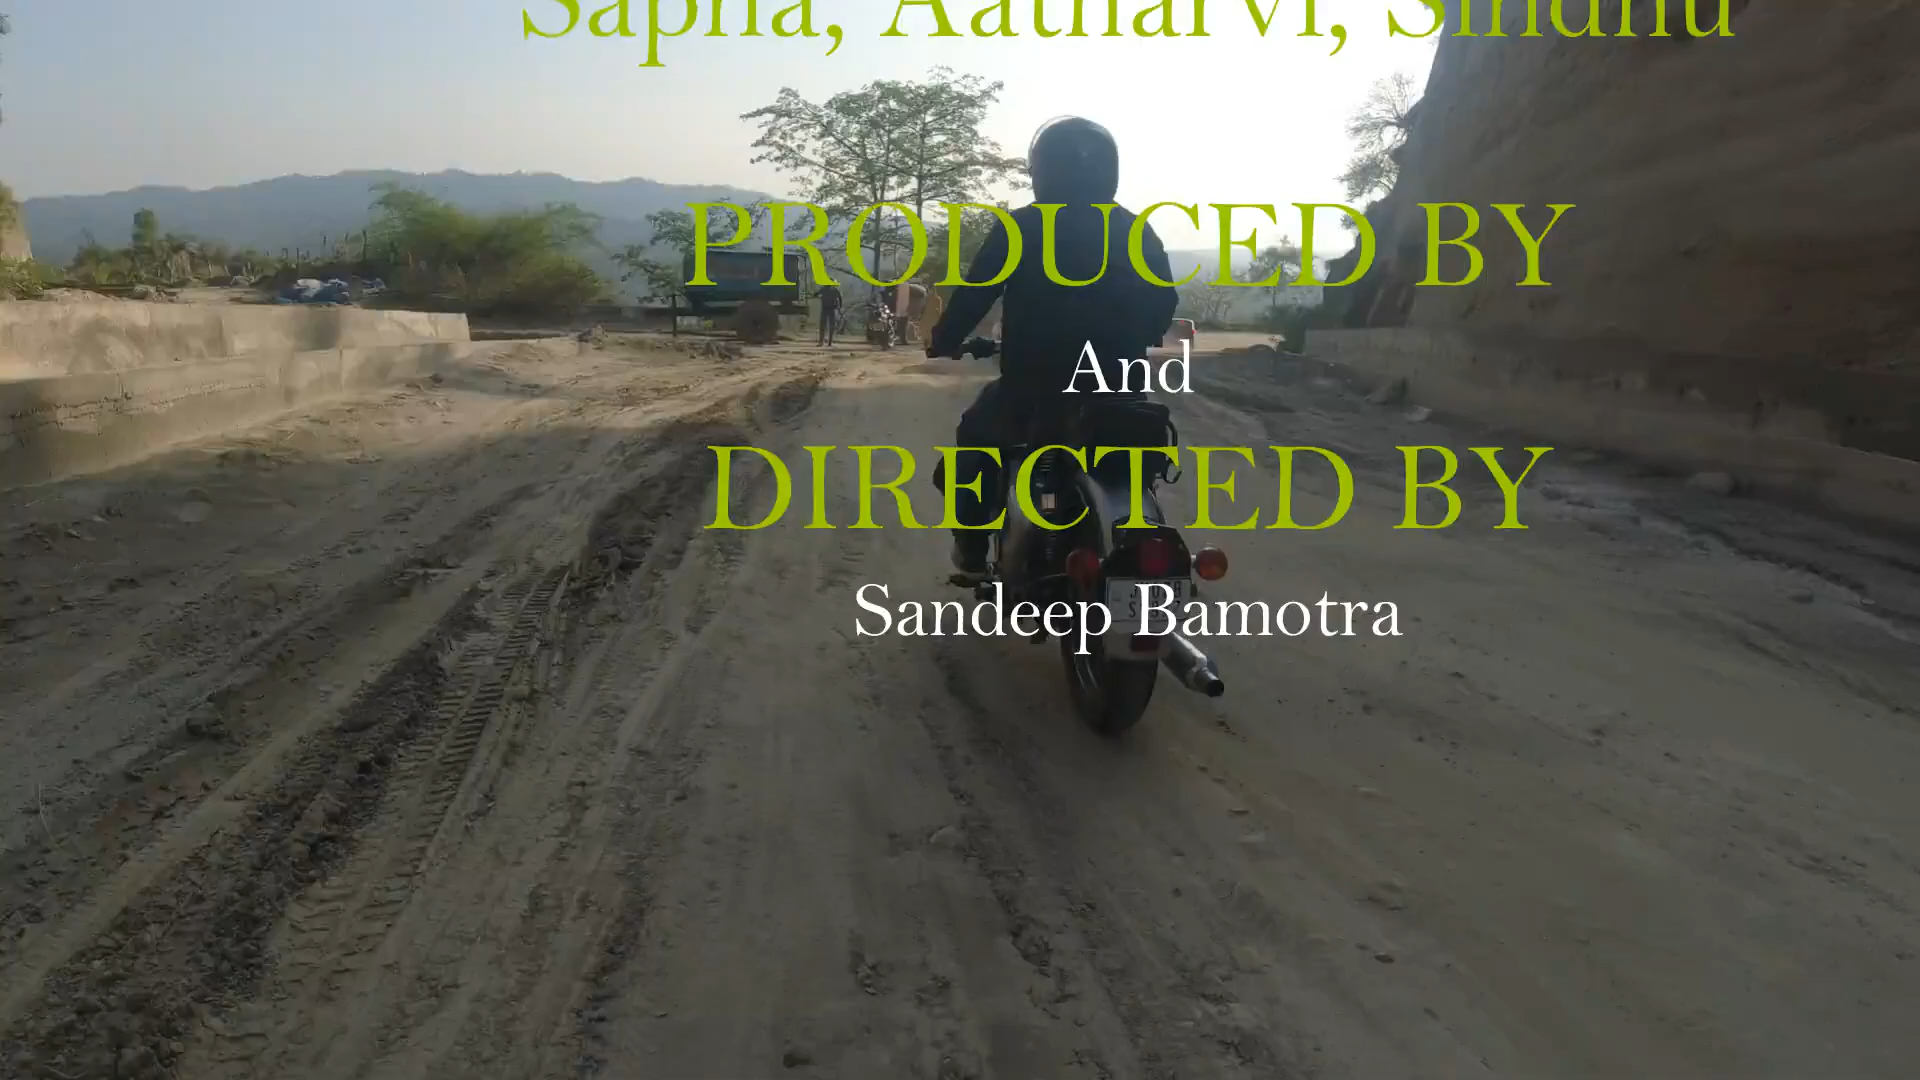 Sapna, Aatharvi, Sindhu
PRODUCED BY
And
DIRECTED BY
Sandeep Bamotra